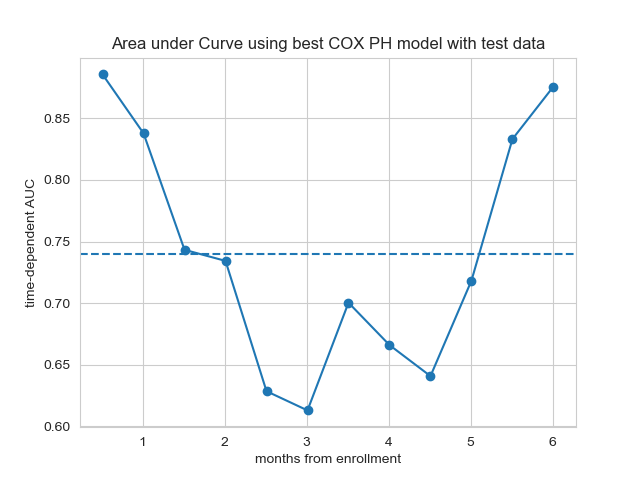 Area under Curve using best COX PH model with test data
time-dependent AUC
0.85
0.80
0.75
0.70
0.65
0.60
1 2 3 4 5 6
months from enrollment